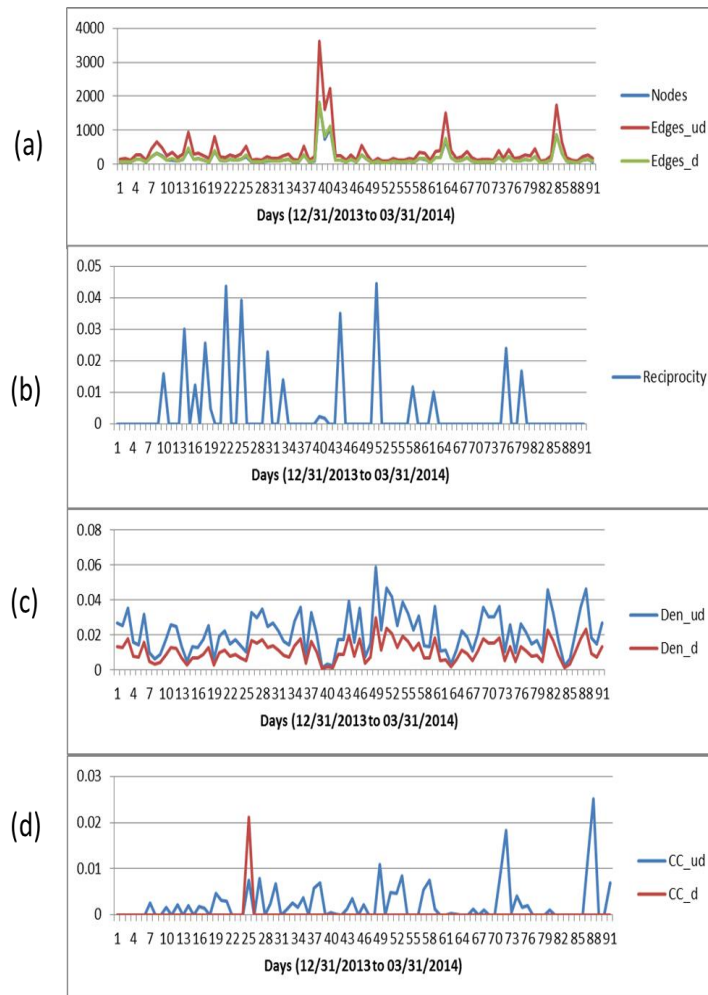 (a)
4000
3000
2000
1000
0
1 4 7 10 13 16 19 22 25 28 31 34 37 40 43 46 49 52 55 58 61 64 67 70 73 76 79 82 85 88 91
Days (12/31/2013 to 03/31/2014)
Nodes
Edges_ud
Edges_d
(b)
0.05
0.04
0.03
0.02
0.01
0
1 4 7 10 13 16 19 22 25 28 31 34 37 40 43 46 49 52 55 58 61 64 67 70 73 76 79 82 85 88 91
Days (12/31/2013 to 03/31/2014)
Reciprocity
(c)
0.08
0.06
0.04
0.02
0
1 4 7 10 13 16 19 22 25 28 31 34 37 40 43 46 49 52 55 58 61 64 67 70 73 76 79 82 85 88 91
Days (12/31/2013 to 03/31/2014)
Den_ud
Den_d
(d)
0.03
0.02
0.01
0
1 4 7 10 13 16 19 22 25 28 31 34 37 40 43 46 49 52 55 58 61 64 67 70 73 76 79 82 85 88 91
Days (12/31/2013 to 03/31/2014)
CC_ud
CC_d